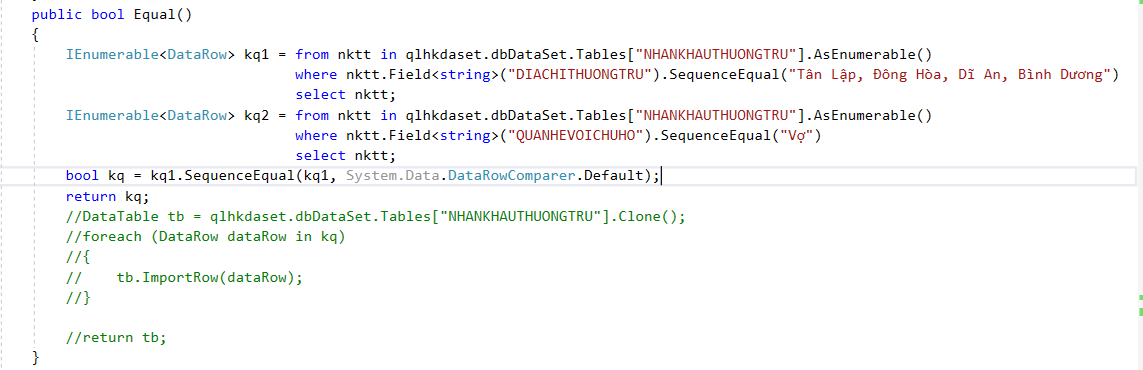 public bool Equal()
{
IEnumerable<DataRow> kq1 = from nktt in qlhkdaset.dbDataSet.Tables["NHANKHAUTHUONGTRU"].AsEnumerable()
where nktt.Field<string>("DIACHITHUONGTRU").SequenceEqual("Tân Lập, Đông Hòa, Dĩ An, Bình Dương")
select nktt;
IEnumerable<DataRow> kq2 = from nktt in qlhkdaset.dbDataSet.Tables["NHANKHAUTHUONGTRU"].AsEnumerable()
where nktt.Field<string>("QUANHEVOICHUHO").SequenceEqual("Vợ")
select nktt;
bool kq = kq1.SequenceEqual(kq1, System.Data.DataRowComparer.Default);
return kq;
//DataTable tb = qlhkdaset.dbDataSet.Tables["NHANKHAUTHUONGTRU"].Clone();
//foreach (DataRow dataRow in kq)
//{
//    tb.ImportRow(dataRow);
//}
//return tb;
}